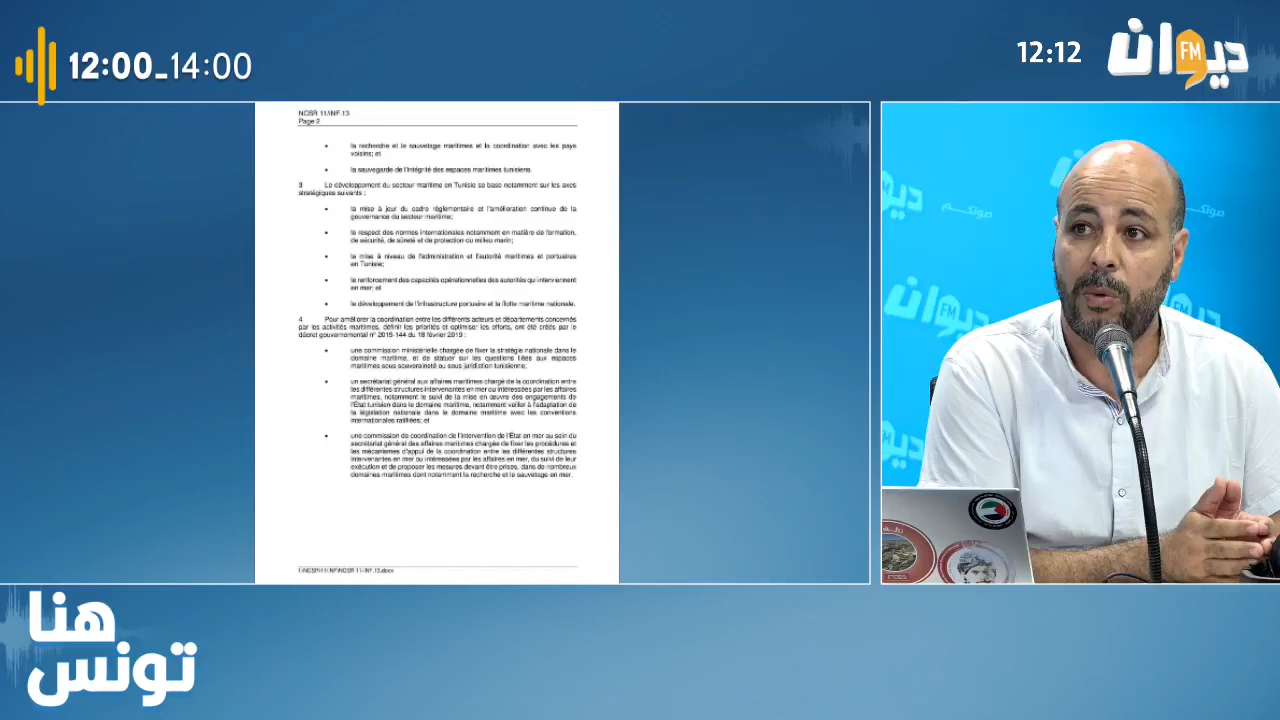 12:00_14:00
12:12
ديوان
FM
NCSR 11/INF.13
Page 2
• la recherche et le sauvetage maritimes et la coordination avec les pays
voisins; et
• la sauvegarde de l'intégrité des espaces maritimes tunisiens.
3 Le développement du secteur maritime en Tunisie se base notamment sur les axes
stratégiques suivants :
• la mise à jour du cadre réglementaire et l'amélioration continue de la
gouvernance du secteur maritime;
• le respect des normes internationales notamment en matière de formation,
de sécurité, de sûreté et de protection du milieu marin;
• la mise à niveau de l'administration et l'autorité maritimes et portuaires
en Tunisie;
• le renforcement des capacités opérationnelles des autorités qui interviennent
en mer; et
• le développement de l'infrastructure portuaire et la flotte maritime nationale.
4 Pour améliorer la coordination entre les différents acteurs et départements concernés
par les activités maritimes, définir les priorités et optimiser les efforts, ont été créés par le
décret gouvernemental n° 2019-144 du 18 février 2019 :
• une commission ministérielle chargée de fixer la stratégie nationale dans le
domaine maritime, et de statuer sur les questions liées aux espaces
maritimes sous souveraineté ou sous juridiction tunisienne;
• un secrétariat général aux affaires maritimes chargé de la coordination entre
les différentes structures intervenantes en mer ou intéressées par les affaires
maritimes, notamment le suivi de la mise en œuvre des engagements de
l'État tunisien dans le domaine maritime, notamment veiller à l'adaptation de
la législation nationale dans le domaine maritime avec les conventions
internationales ratifiées; et
• une commission de coordination de l'intervention de l'État en mer au sein du
secrétariat général des affaires maritimes chargée de fixer les procédures et
les mécanismes d'appui de la coordination entre les différentes structures
intervenantes en mer ou intéressées par les affaires en mer, du suivi de leur
exécution et de proposer les mesures devant être prises, dans de nombreux
domaines maritimes dont notamment la recherche et le sauvetage en mer.
I:\NCSR\11\INF\NCSR 11-INF.13.docx
ديوان
صوتكم
هنا
تونس